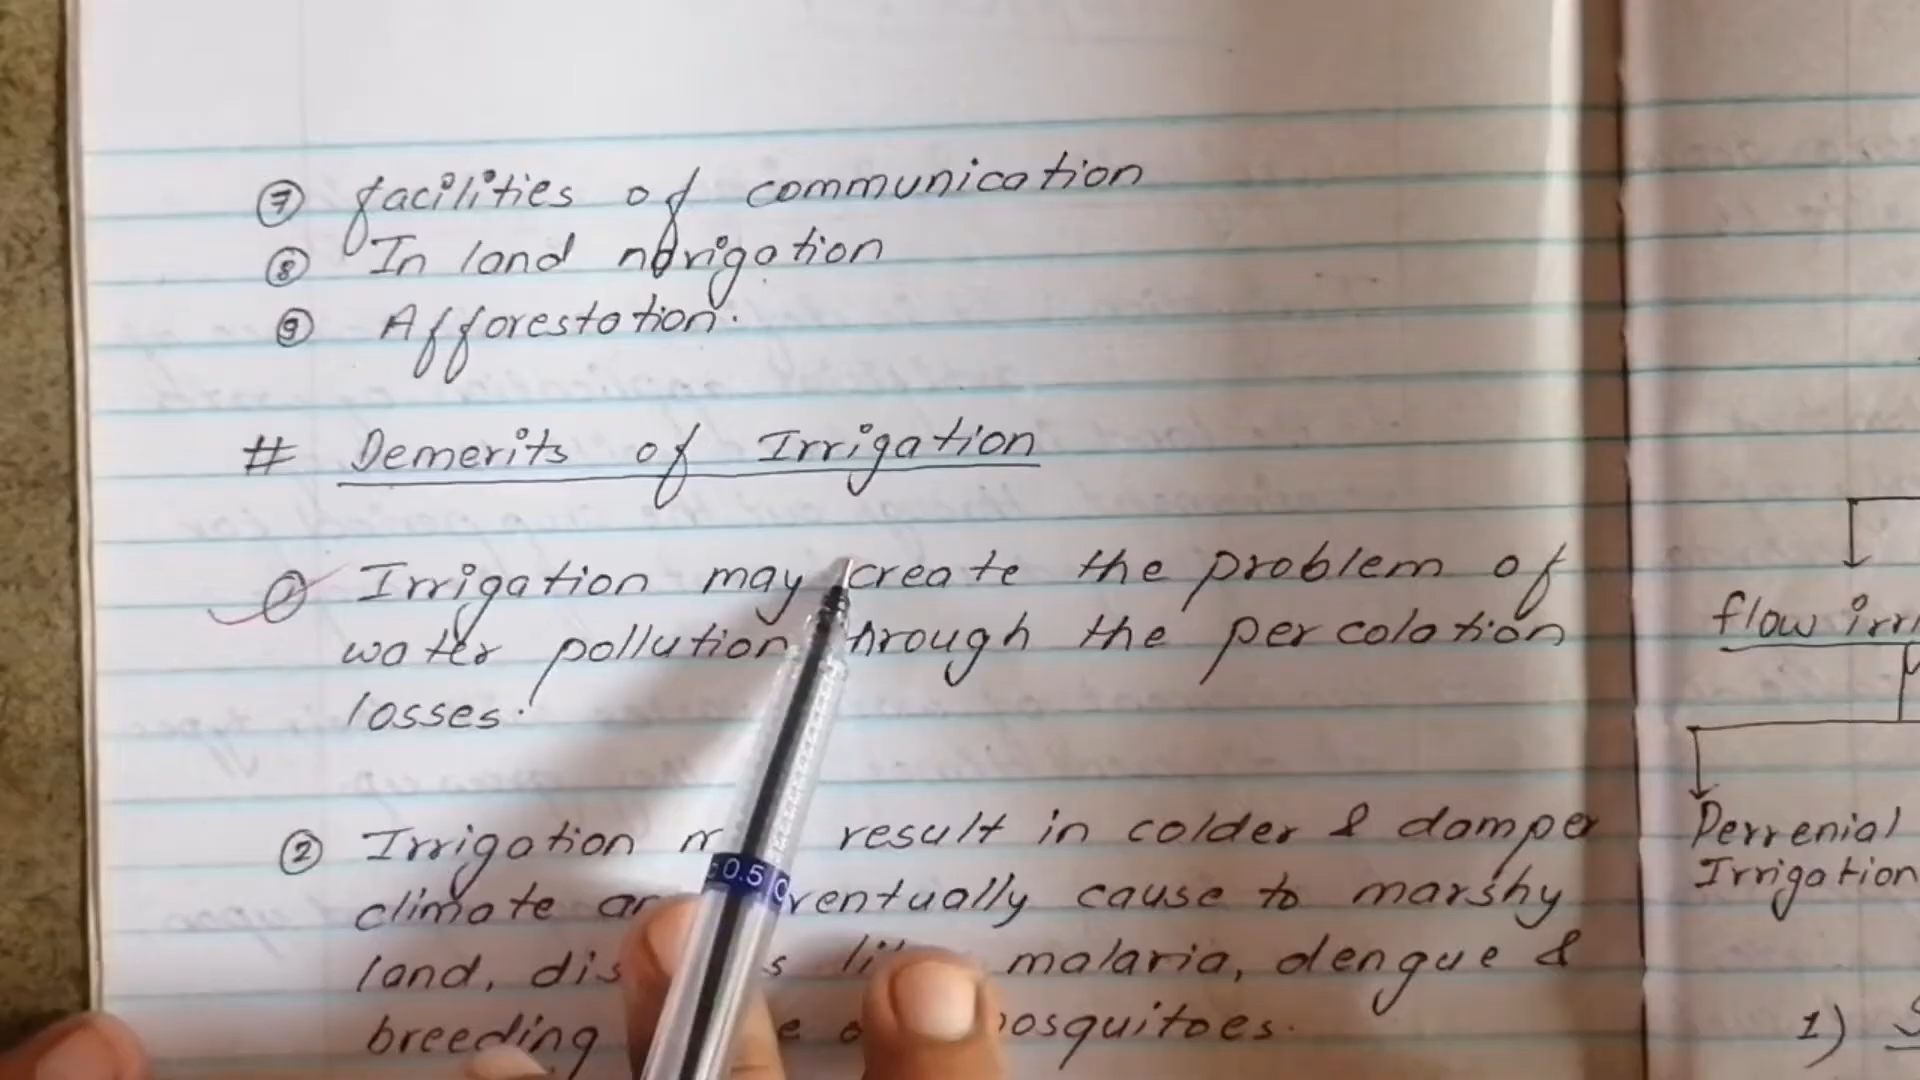 ⑦ facilities of communication
⑧ In land navigation
⑨ Afforestation.
# Demerits of Irrigation
① Irrigation may create the problem of
water pollution through the percolation
losses.
② Irrigation result in colder & damper
climate eventually cause to marshy
land, malaria, dengue &
breeding mosquitoes.
0.5
flow
Perrenial
Irrigation
1)